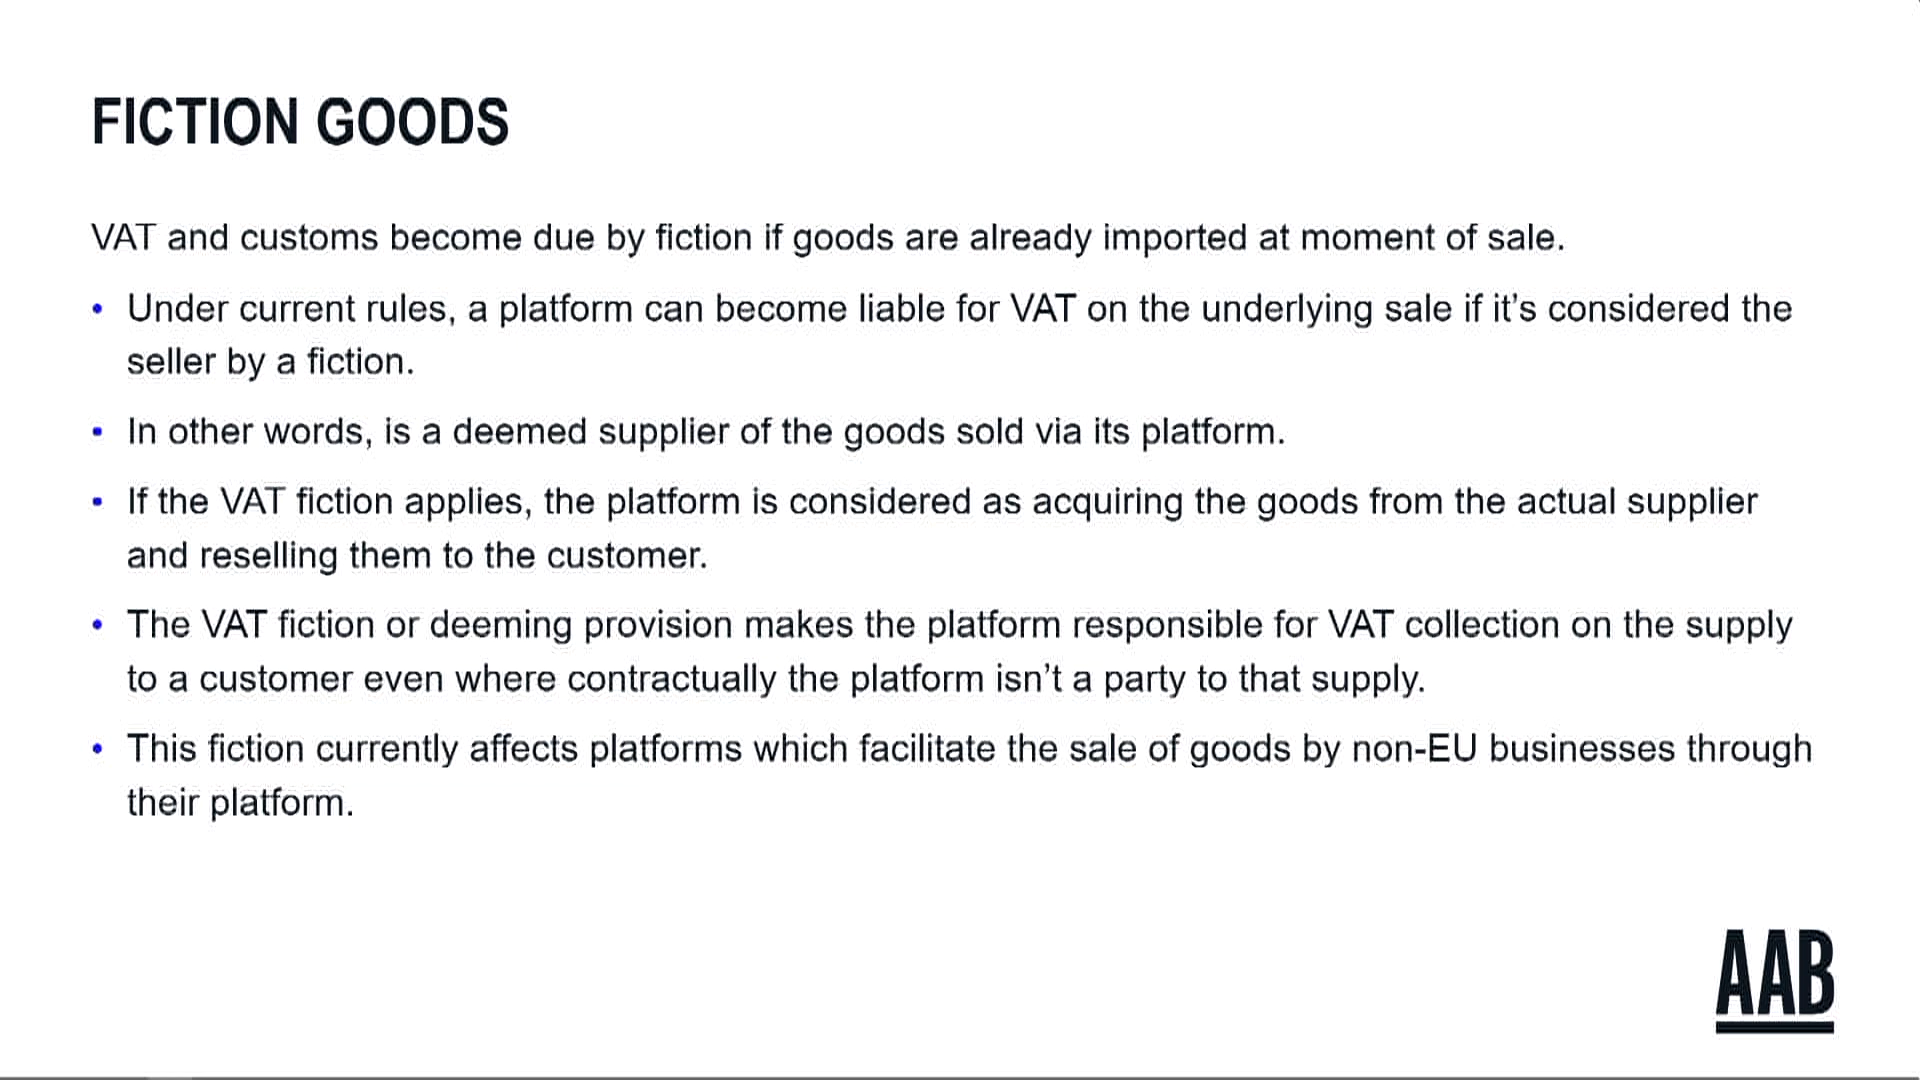 FICTION GOODS
VAT and customs become due by fiction if goods are already imported at moment of sale.
• Under current rules, a platform can become liable for VAT on the underlying sale if it’s considered the
seller by a fiction.
• In other words, is a deemed supplier of the goods sold via its platform.
• If the VAT fiction applies, the platform is considered as acquiring the goods from the actual supplier
and reselling them to the customer.
• The VAT fiction or deeming provision makes the platform responsible for VAT collection on the supply
to a customer even where contractually the platform isn’t a party to that supply.
• This fiction currently affects platforms which facilitate the sale of goods by non-EU businesses through
their platform.
AAB